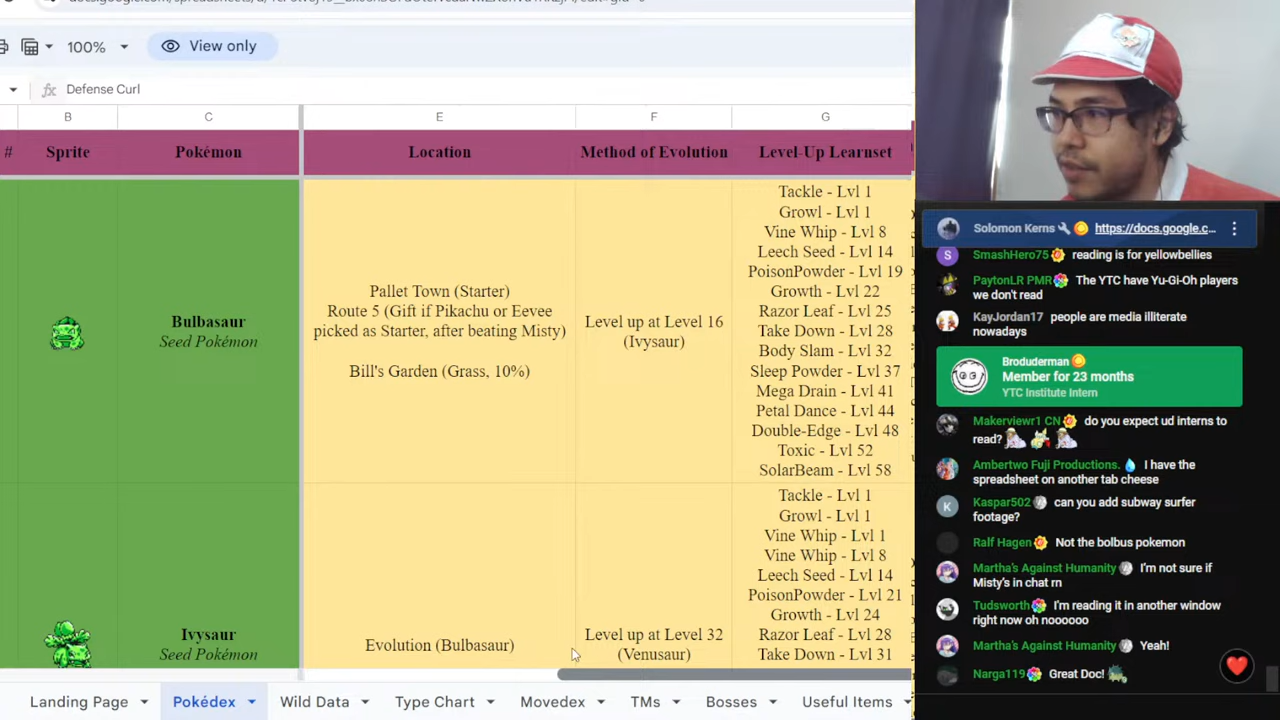 100%
View only
fx Defense Curl
B C E F G
# Sprite Pokémon Location Method of Evolution Level-Up Learnset
Bulbasaur
Seed Pokémon
Pallet Town (Starter)
Route 5 (Gift if Pikachu or Eevee
picked as Starter, after beating Misty)
Bill's Garden (Grass, 10%)
Level up at Level 16
(Ivysaur)
Tackle - Lvl 1
Growl - Lvl 1
Vine Whip - Lvl 8
Leech Seed - Lvl 14
PoisonPowder - Lvl 19
Growth - Lvl 22
Razor Leaf - Lvl 25
Take Down - Lvl 28
Body Slam - Lvl 32
Sleep Powder - Lvl 37
Mega Drain - Lvl 41
Petal Dance - Lvl 44
Double-Edge - Lvl 48
Toxic - Lvl 52
SolarBeam - Lvl 58
Ivysaur
Seed Pokémon
Evolution (Bulbasaur)
Level up at Level 32
(Venusaur)
Tackle - Lvl 1
Growl - Lvl 1
Vine Whip - Lvl 1
Vine Whip - Lvl 8
Leech Seed - Lvl 14
PoisonPowder - Lvl 21
Growth - Lvl 24
Razor Leaf - Lvl 28
Take Down - Lvl 31
Landing Page Pokédex Wild Data Type Chart Movedex TMs Bosses Useful Items
Solomon Kerns https://docs.google.c...
SmashHero75 reading is for yellowbellies
PaytonLR PMR The YTC have Yu-Gi-Oh players
we don't read
KayJordan17 people are media illiterate
nowadays
Broduderman
Member for 23 months
YTC Institute Intern
Makerviewr1 CN do you expect ud interns to
read?
Ambertwo Fuji Productions. I have the
spreadsheet on another tab cheese
Kaspar502 can you add subway surfer
footage?
Ralf Hagen Not the bolbus pokemon
Martha's Against Humanity I'm not sure if
Misty's in chat rn
Tudsworth I'm reading it in another window
right now oh nooooo
Martha's Against Humanity Yeah!
Narga119 Great Doc!